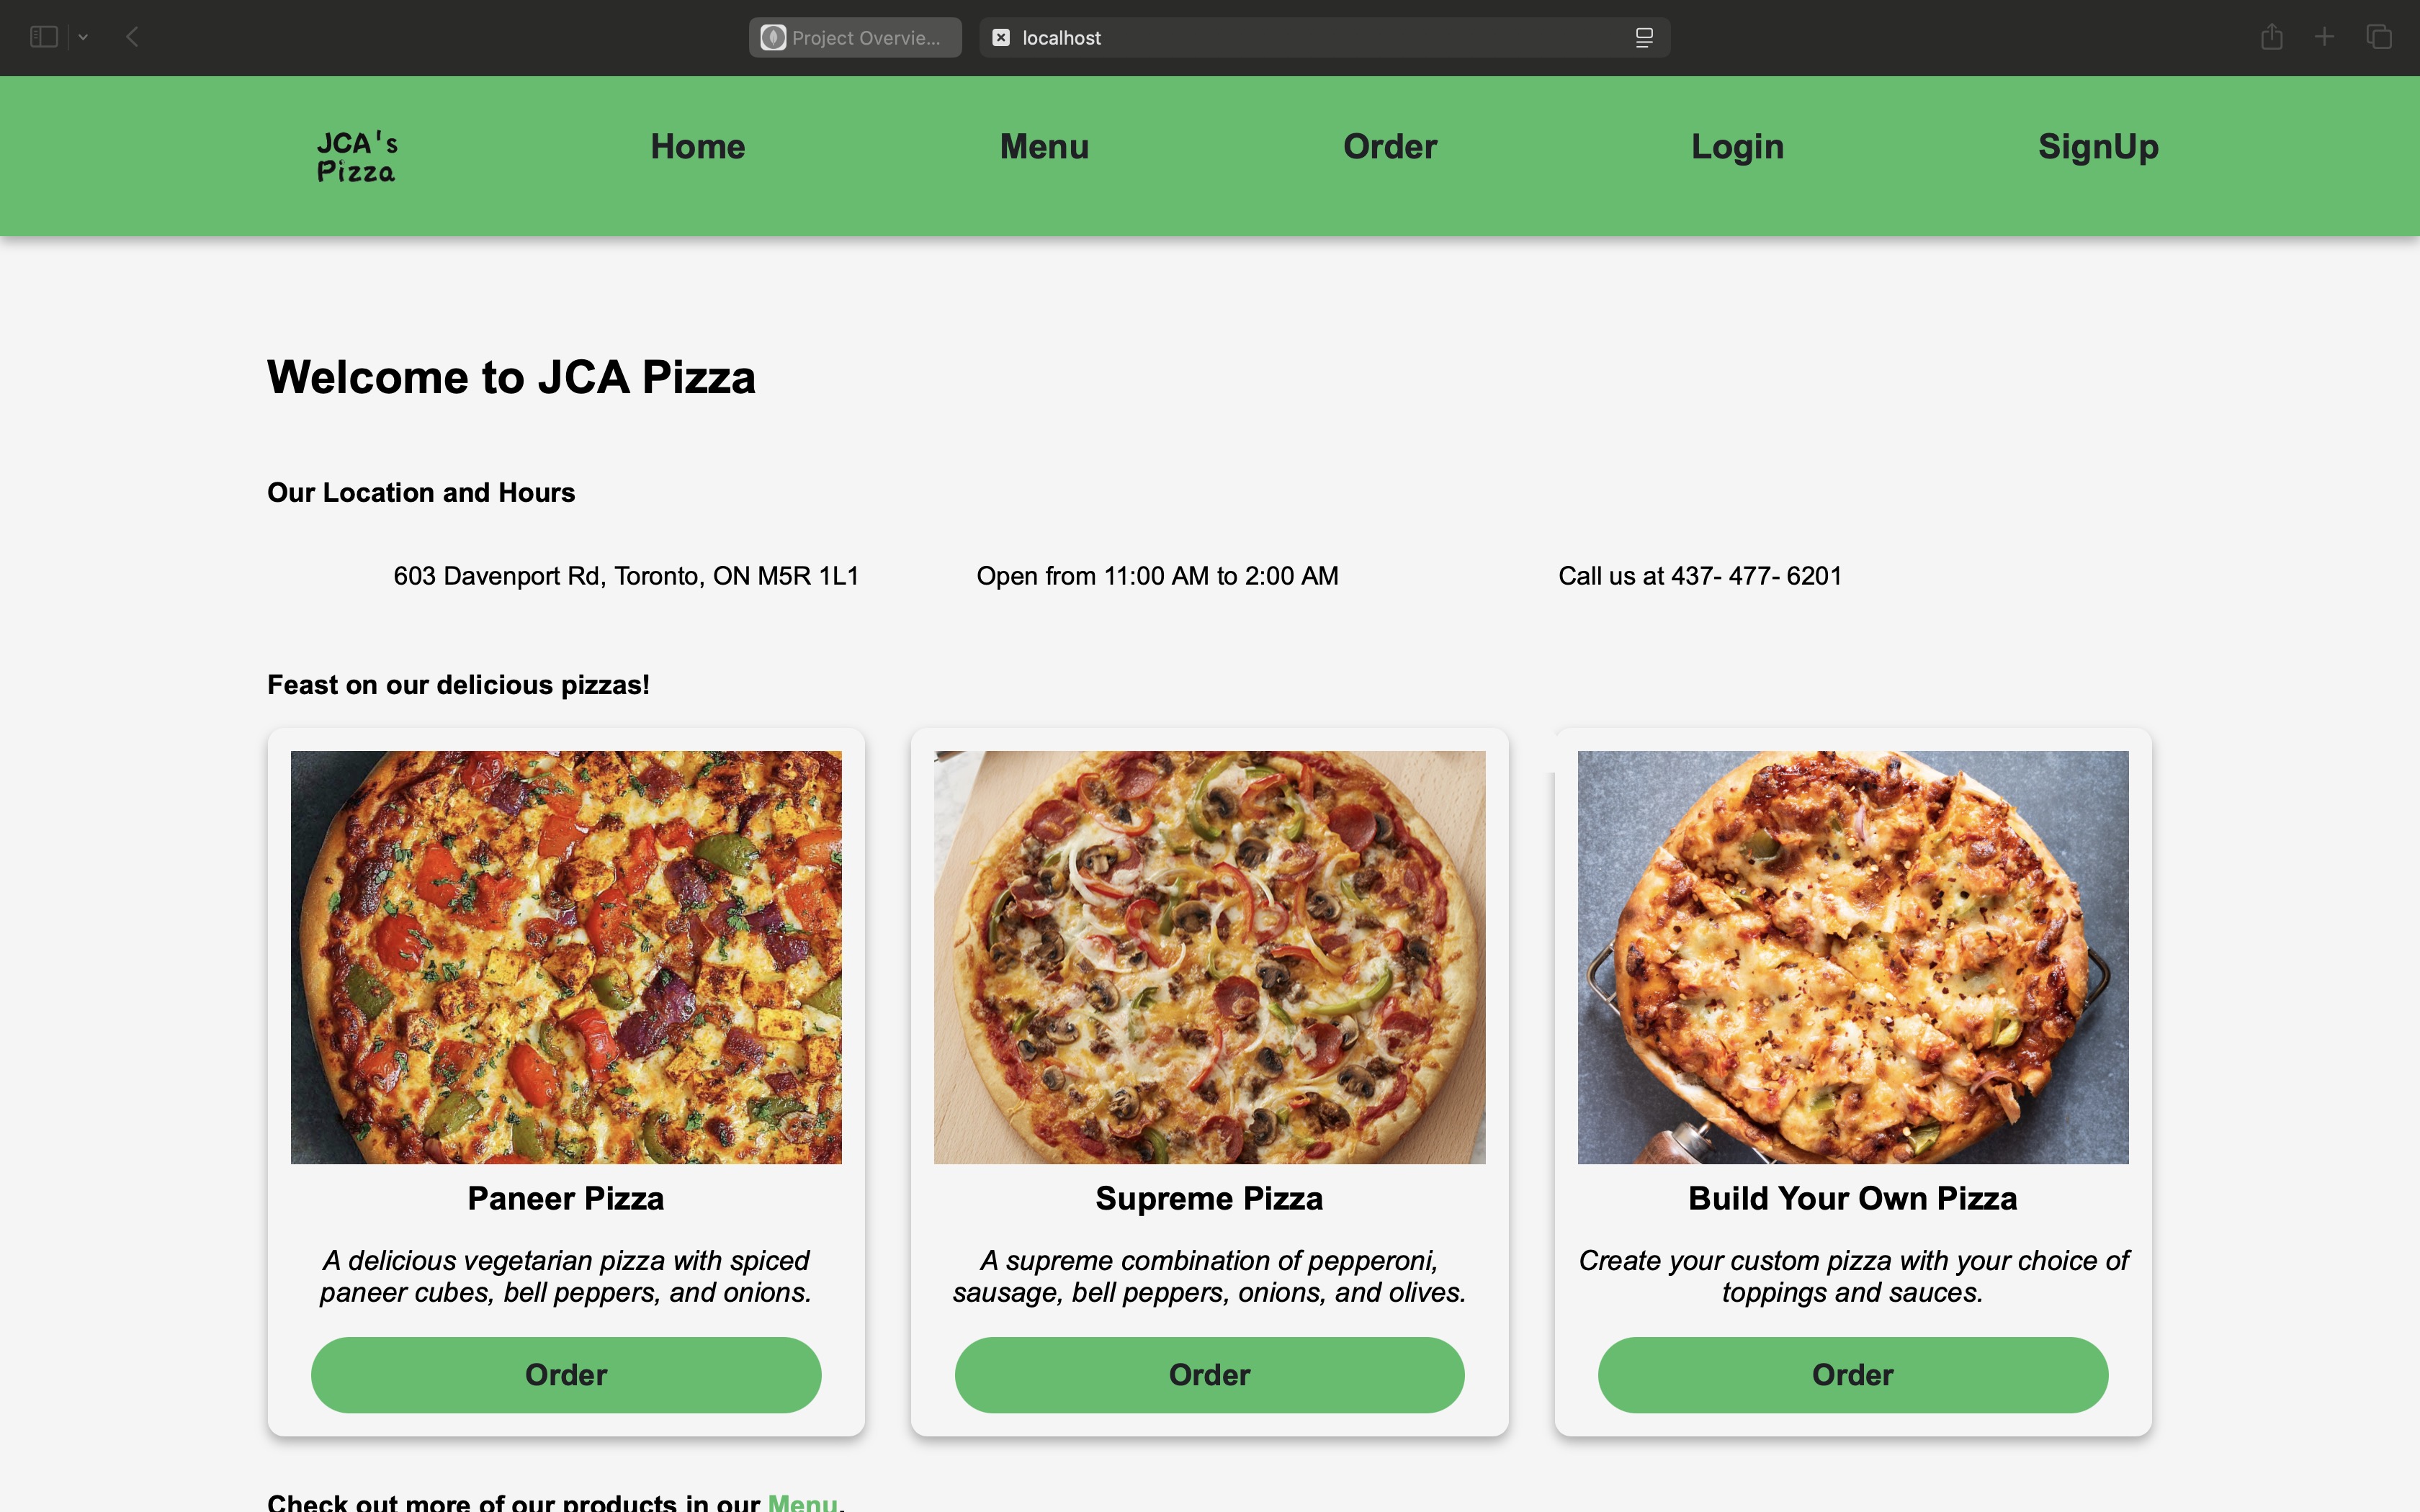 Project Overvie...
localhost
JCA's
Pizza
Home
Menu
Order
Login
SignUp
Welcome to JCA Pizza
Our Location and Hours
603 Davenport Rd, Toronto, ON M5R 1L1
Open from 11:00 AM to 2:00 AM
Call us at 437- 477- 6201
Feast on our delicious pizzas!
Paneer Pizza
A delicious vegetarian pizza with spiced
paneer cubes, bell peppers, and onions.
Order
Supreme Pizza
A supreme combination of pepperoni,
sausage, bell peppers, onions, and olives.
Order
Build Your Own Pizza
Create your custom pizza with your choice of
toppings and sauces.
Order
Check out more of our products in our Menu.